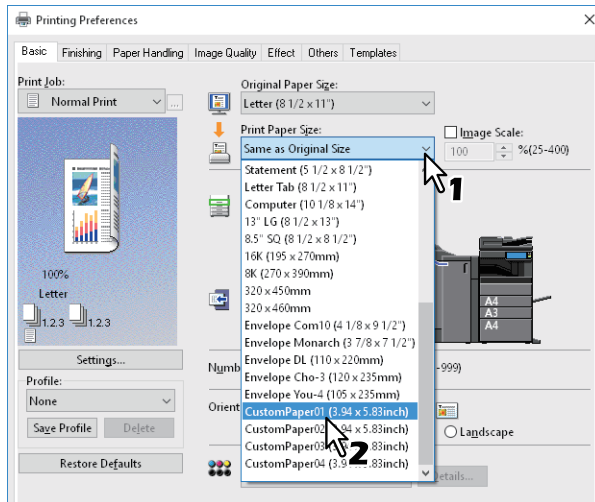 Printing Preferences
Basic Finishing Paper Handling Image Quality Effect Others Templates
Print Job:
Normal Print
...
100%
Letter
1.2.3 1.2.3
Settings...
Profile:
None
Save Profile Delete
Restore Defaults
Original Paper Size:
Letter (8 1/2 x 11")
Print Paper Size:
Same as Original Size
1
Image Scale:
100 %(25-400)
Statement (5 1/2 x 8 1/2")
Letter Tab (8 1/2 x 11")
Computer (10 1/8 x 14")
13" LG (8 1/2 x 13")
8.5" SQ (8 1/2 x 8 1/2")
16K (195 x 270mm)
8K (270 x 390mm)
320 x 450mm
320 x 460mm
Envelope Com10 (4 1/8 x 9 1/2")
Envelope Monarch (3 7/8 x 7 1/2")
Envelope DL (110 x 220mm)
Envelope Cho-3 (120 x 235mm)
Envelope You-4 (105 x 235mm)
CustomPaper01 (3.94 x 5.83inch)
CustomPaper02 .94 x 5.83inch)
CustomPaper03 5.83inch)
CustomPaper04 (3.9 .83inch)
2
A4
A3
A4
Numb -999)
Orient
Landscape
Details...